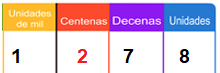 Unidades
de mil
Centenas
Decenas
Unidades
1 2 7 8